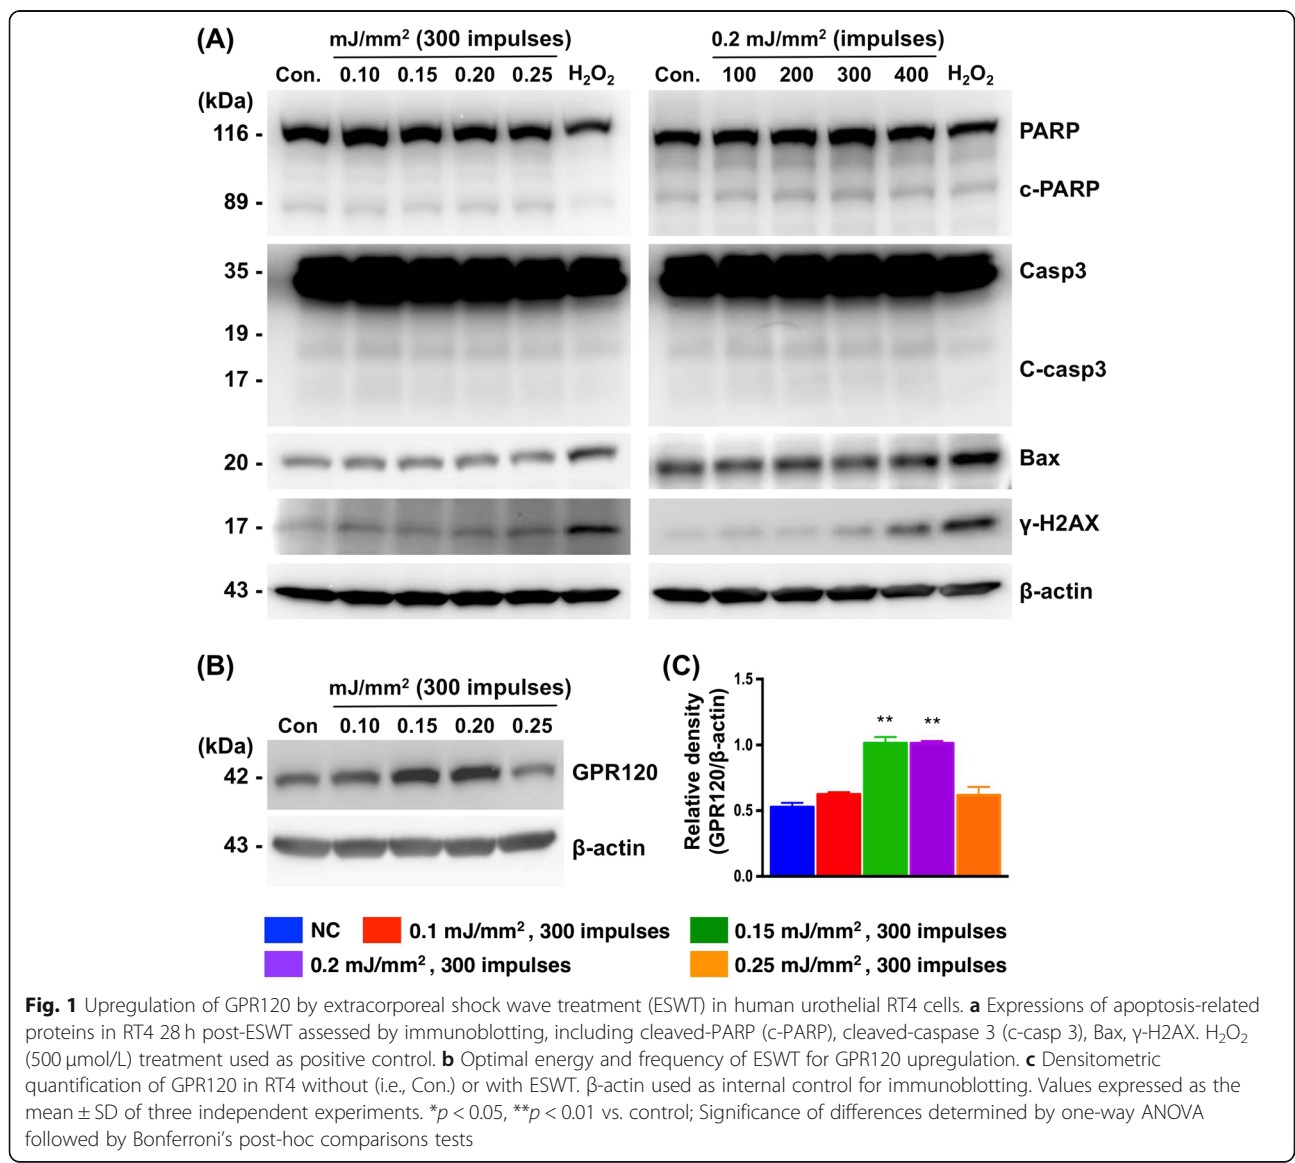 (A)
mJ/mm² (300 impulses)
0.2 mJ/mm² (impulses)
Con. 0.10 0.15 0.20 0.25 H₂O₂
Con. 100 200 300 400 H₂O₂
(kDa)
116 -
PARP
c-PARP
89 -
35 -
Casp3
19 -
17 -
C-casp3
20 -
Bax
17 -
γ-H2AX
43 -
β-actin
(B)
mJ/mm² (300 impulses)
Con 0.10 0.15 0.20 0.25
(kDa)
42 -
GPR120
43 -
β-actin
(C)
Relative density
(GPR120/β-actin)
1.5
1.0
0.5
0.0
** **
NC 0.1 mJ/mm² , 300 impulses 0.15 mJ/mm² , 300 impulses
0.2 mJ/mm² , 300 impulses 0.25 mJ/mm² , 300 impulses
Fig. 1 Upregulation of GPR120 by extracorporeal shock wave treatment (ESWT) in human urothelial RT4 cells. a Expressions of apoptosis-related
proteins in RT4 28 h post-ESWT assessed by immunoblotting, including cleaved-PARP (c-PARP), cleaved-caspase 3 (c-casp 3), Bax, γ-H2AX. H₂O₂
(500 μmol/L) treatment used as positive control. b Optimal energy and frequency of ESWT for GPR120 upregulation. c Densitometric
quantification of GPR120 in RT4 without (i.e., Con.) or with ESWT. β-actin used as internal control for immunoblotting. Values expressed as the
mean ± SD of three independent experiments. *p < 0.05, **p < 0.01 vs. control; Significance of differences determined by one-way ANOVA
followed by Bonferroni’s post-hoc comparisons tests